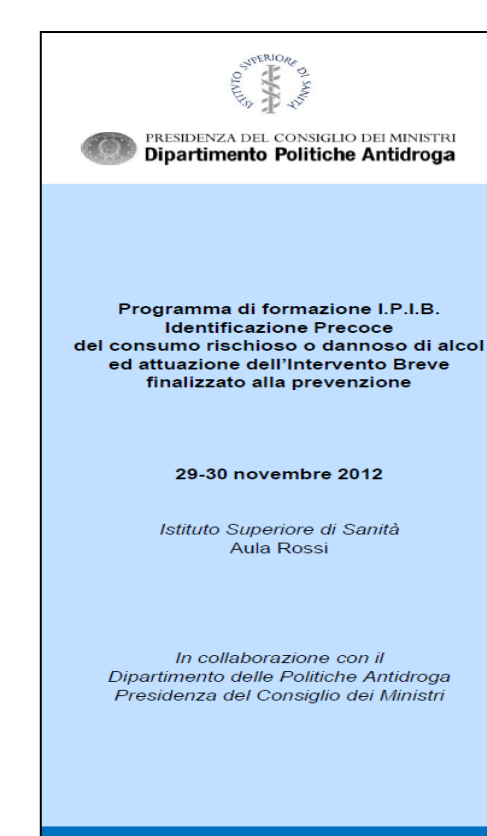 ISTITUTO SUPERIORE DI SANITÀ
PRESIDENZA DEL CONSIGLIO DEI MINISTRI
Dipartimento Politiche Antidroga
Programma di formazione I.P.I.B.
Identificazione Precoce
del consumo rischioso o dannoso di alcol
ed attuazione dell'Intervento Breve
finalizzato alla prevenzione
29-30 novembre 2012
Istituto Superiore di Sanità
Aula Rossi
In collaborazione con il
Dipartimento delle Politiche Antidroga
Presidenza del Consiglio dei Ministri